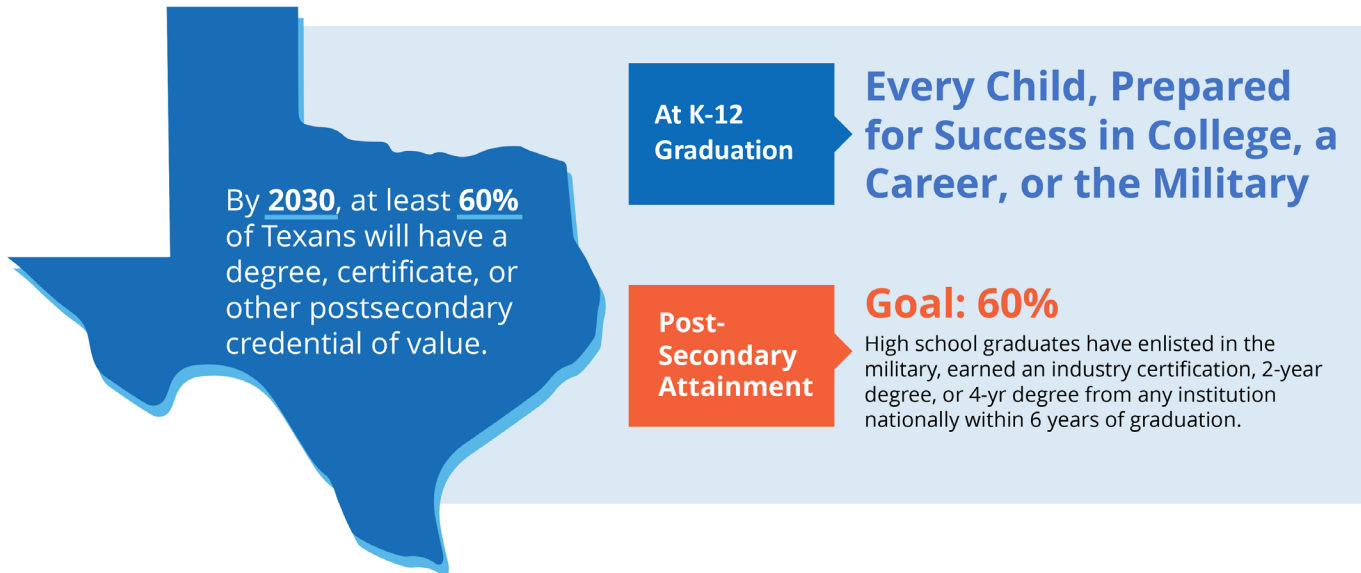 By 2030, at least 60%
of Texans will have a
degree, certificate, or
other postsecondary
credential of value.
At K-12
Graduation
Every Child, Prepared
for Success in College, a
Career, or the Military
Post-
Secondary
Attainment
Goal: 60%
High school graduates have enlisted in the
military, earned an industry certification, 2-year
degree, or 4-yr degree from any institution
nationally within 6 years of graduation.